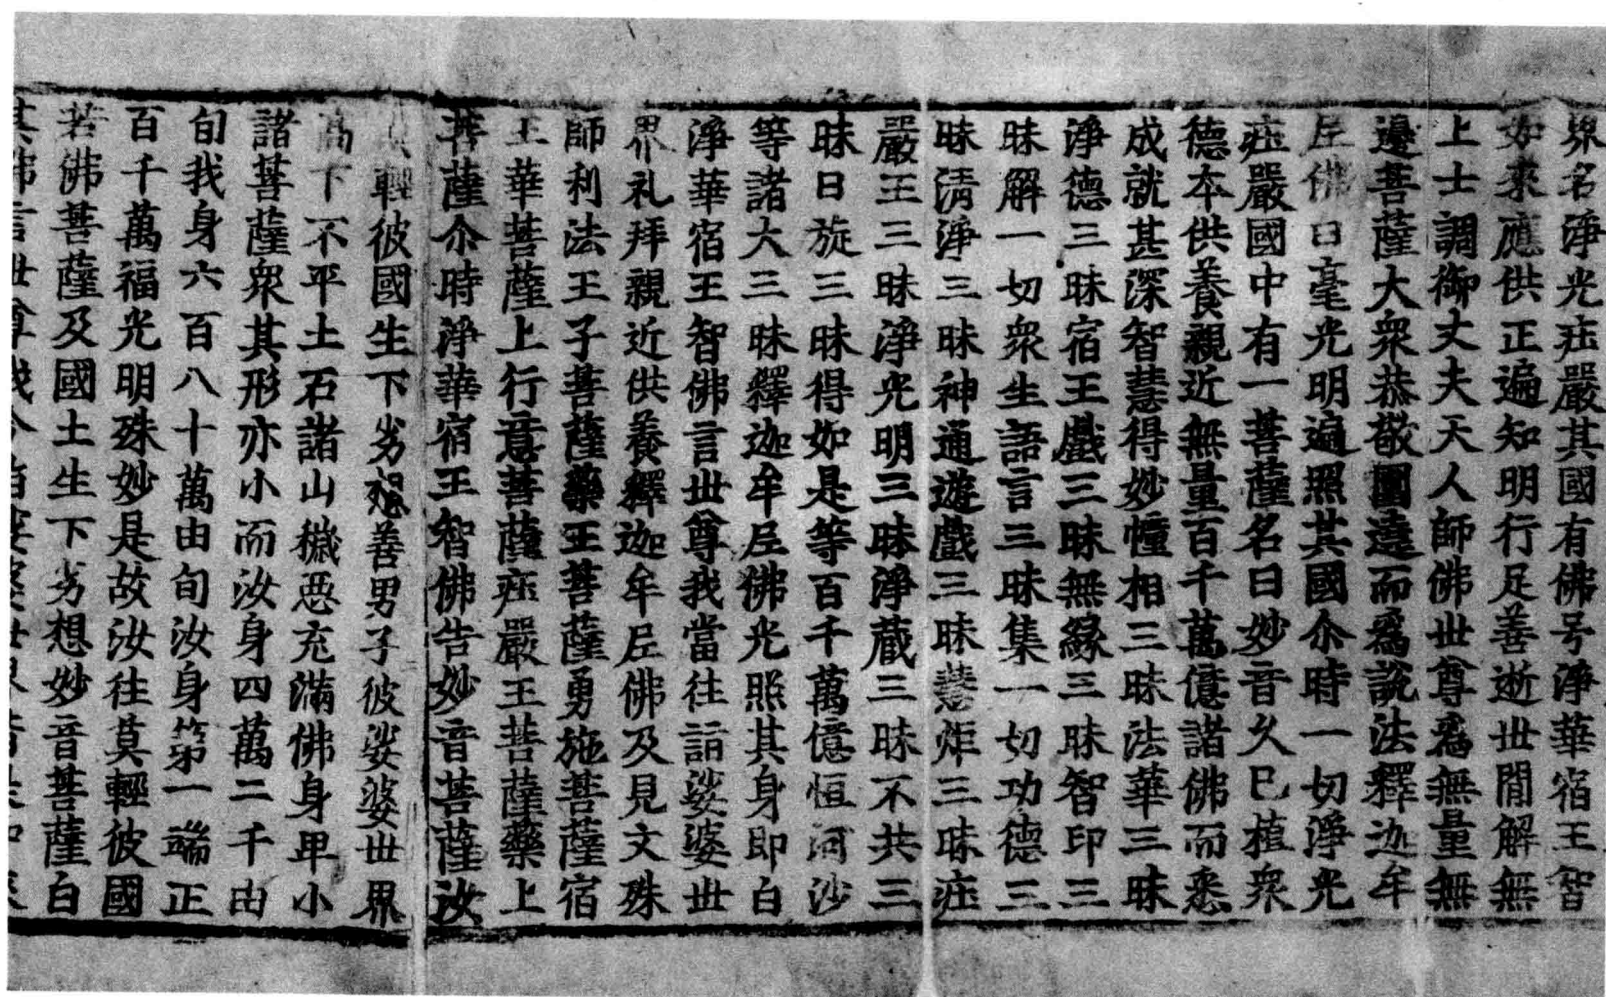 界名淨光庄嚴其國有佛号淨華宿王智
如來應供正遍知明行足善逝世間解無
上士調御丈夫天人師佛世尊爲無量無
邊菩薩大衆恭敬圍遶而爲說法釋迦牟
尼佛白毫光明遍照其國尒時一切淨光
庄嚴國中有一菩薩名曰妙音久已植衆
德本供養親近無量百千萬億諸佛而悉
成就甚深智慧得妙幢相三昧法華三昧
淨德三昧宿王戲三昧無緣三昧智印三
昧解一切衆生語言三昧集一切功德三
昧清淨三昧神通遊戲三昧慧炬三昧庄
嚴王三昧淨光明三昧淨藏三昧不共三
昧日旋三昧得如是等百千萬億恒河沙
等諸大三昧釋迦牟尼佛光照其身即白
淨華宿王智佛言世尊我當往詣娑婆世
界礼拜親近供養釋迦牟尼佛及見文殊
師利法王子菩薩藥王菩薩勇施菩薩宿
王華菩薩上行意菩薩庄嚴王菩薩藥上
菩薩尒時淨華宿王智佛告妙音菩薩汝
輕彼國生下劣想善男子彼娑婆世界
高下不平土石諸山穢惡充滿佛身卑小
諸菩薩衆其形亦小而汝身四萬二千由
旬我身六百八十萬由旬汝身第一端正
百千萬福光明殊妙是故汝往莫輕彼國
若佛菩薩及國土生下劣想妙音菩薩白
其佛言世尊我今